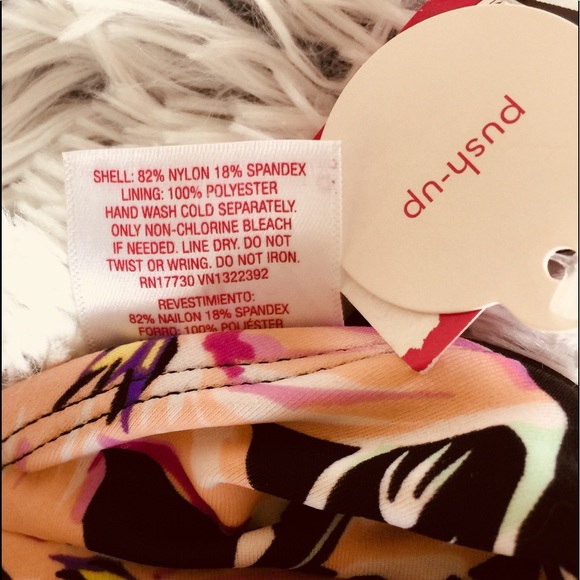 SHELL: 82% NYLON 18% SPANDEX
LINING: 100% POLYESTER
HAND WASH COLD SEPARATELY.
ONLY NON-CHLORINE BLEACH
IF NEEDED. LINE DRY. DO NOT
TWIST OR WRING. DO NOT IRON.
RN17730 VN1322392
REVESTIMIENTO:
82% NAILON 18% SPANDEX
FORRO: 100% POLIÉSTER
push-up